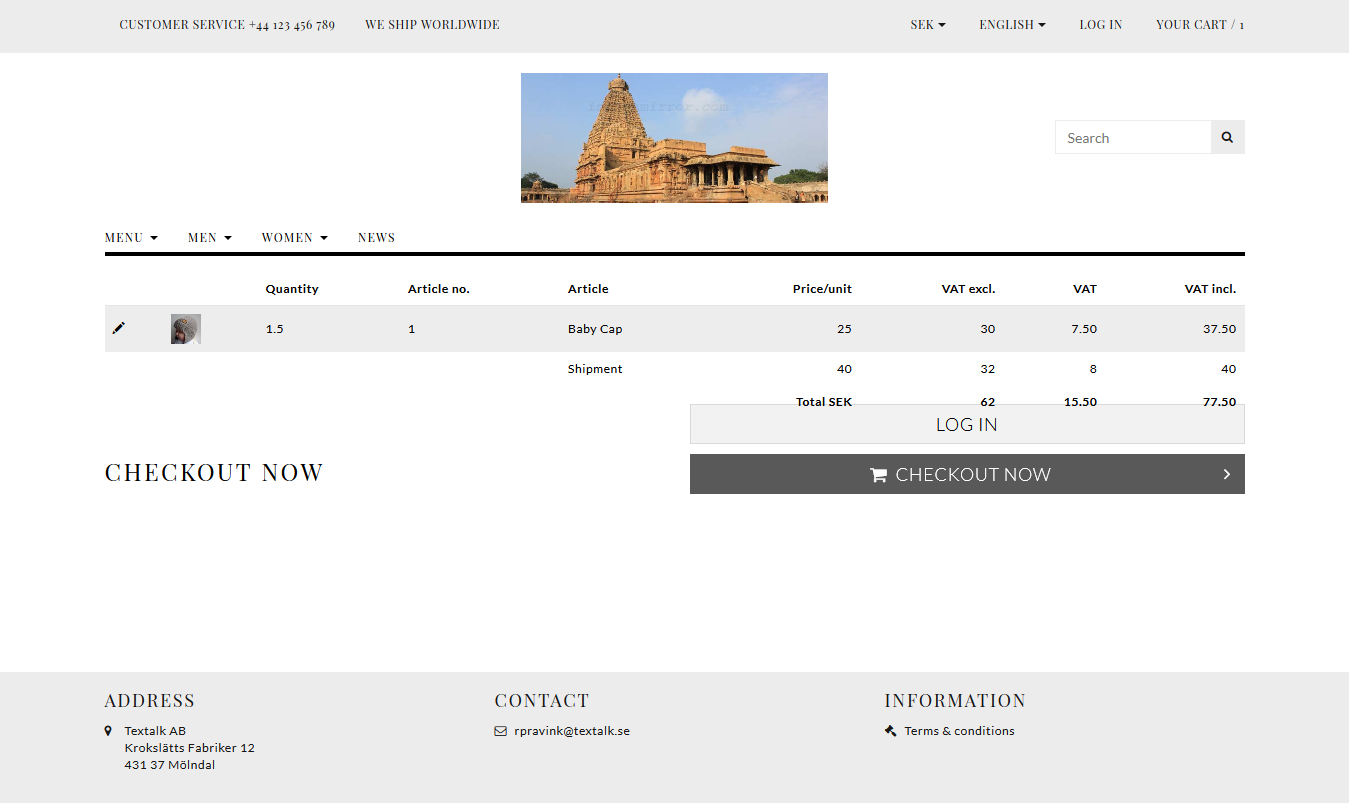 CUSTOMER SERVICE +44 123 456 789 WE SHIP WORLDWIDE SEK ENGLISH LOG IN YOUR CART / 1
Search
MENU MEN WOMEN NEWS
Quantity Article no. Article Price/unit VAT excl. VAT VAT incl.
1.5 1 Baby Cap 25 30 7.50 37.50
Shipment 40 32 8 40
Total SEK 62 15.50 77.50
LOG IN
CHECKOUT NOW
CHECKOUT NOW
ADDRESS
Textalk AB
Krokslätts Fabriker 12
431 37 Mölndal
CONTACT
rpravink@textalk.se
INFORMATION
Terms & conditions